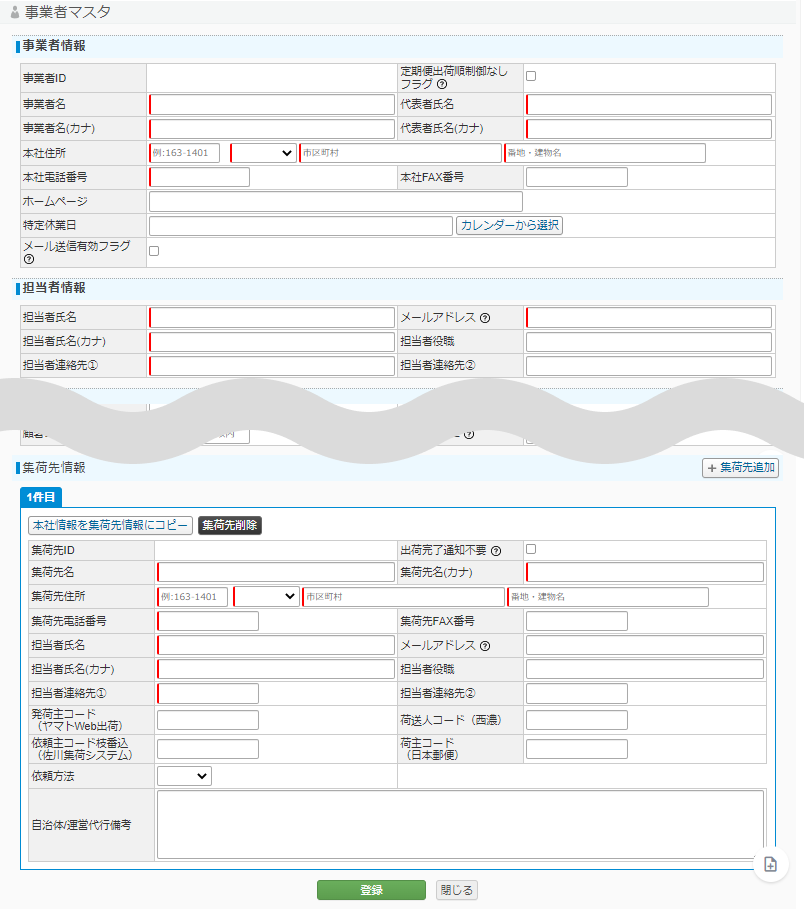 事業者マスタ
事業者情報
事業者ID
定期便出荷順制御なし
フラグ
事業者名
代表者氏名
事業者名(カナ)
代表者氏名(カナ)
本社住所 例:163-1401 市区町村 番地・建物名
本社電話番号
本社FAX番号
ホームページ
特定休業日 カレンダーから選択
メール送信有効フラグ
担当者情報
担当者氏名
メールアドレス
担当者氏名(カナ)
担当者役職
担当者連絡先①
担当者連絡先②
集荷先情報
+ 集荷先追加
1件目
本社情報を集荷先情報にコピー 集荷先削除
集荷先ID
出荷完了通知不要
集荷先名
集荷先名(カナ)
集荷先住所 例:163-1401 市区町村 番地・建物名
集荷先電話番号
集荷先FAX番号
担当者氏名
メールアドレス
担当者氏名(カナ)
担当者役職
担当者連絡先①
担当者連絡先②
発荷主コード
（ヤマトWeb出荷）
荷送人コード（西濃）
依頼主コード枝番込
（佐川集荷システム）
荷主コード
（日本郵便）
依頼方法
自治体/運営代行備考
登録 閉じる